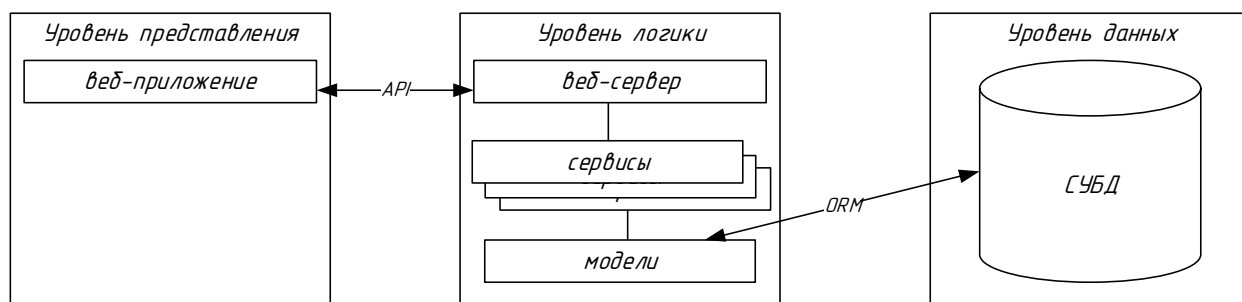 Уровень представления
веб-приложение
API
Уровень логики
веб-сервер
сервисы
модели
ORM
Уровень данных
СУБД